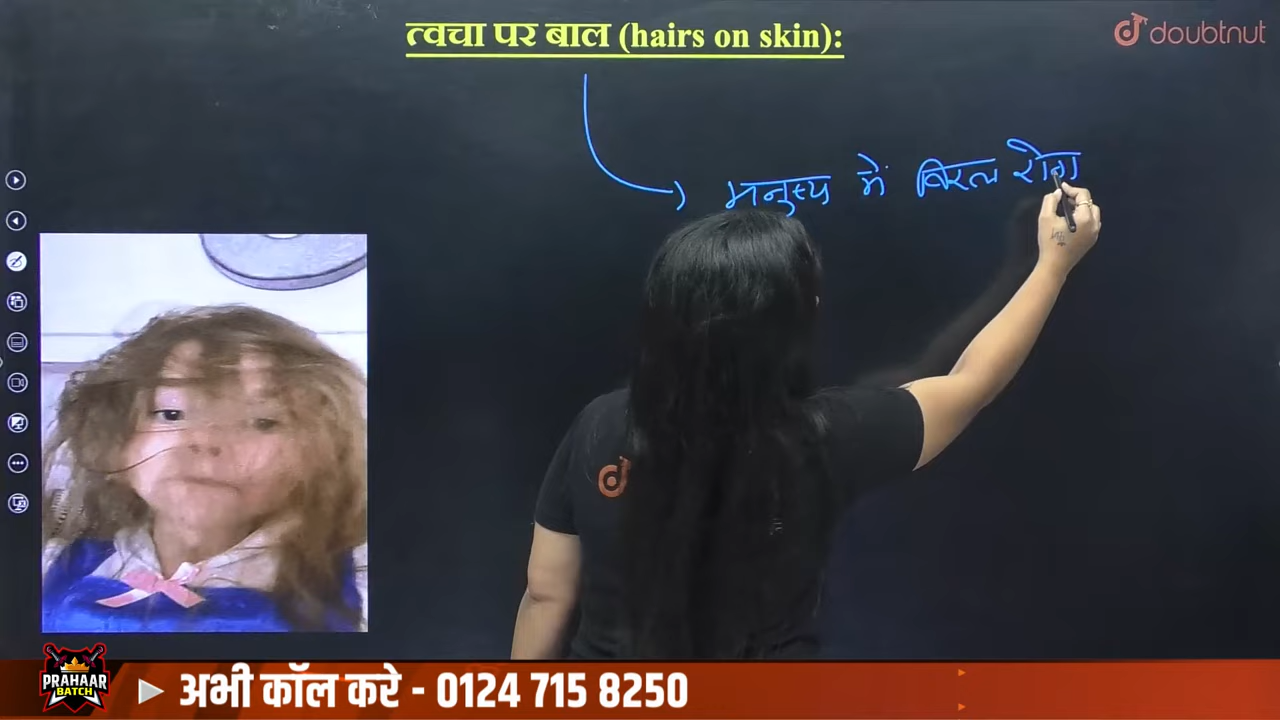 त्वचा पर बाल (hairs on skin):
doubtnut
मनुष्य में विरल रोग
PRAHAAR
BATCH
अभी कॉल करे - 0124 715 8250